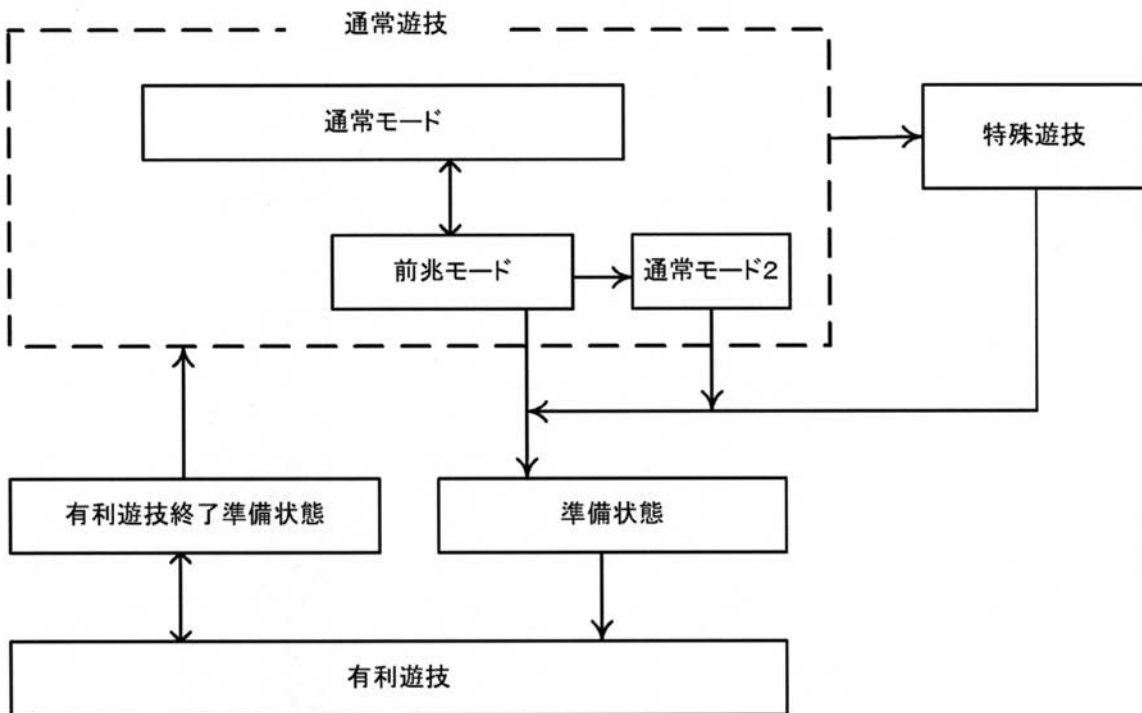 通常遊技
通常モード
特殊遊技
前兆モード
通常モード2
有利遊技終了準備状態
準備状態
有利遊技